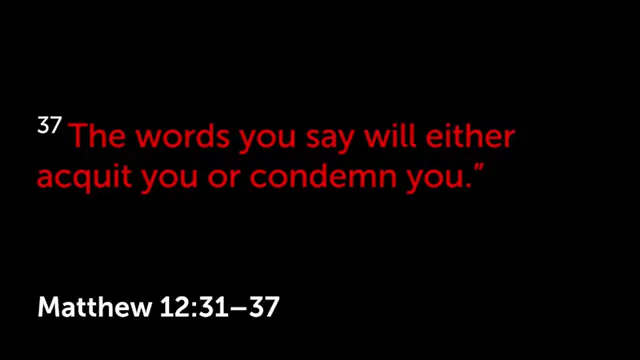 37 The words you say will either
acquit you or condemn you.”
Matthew 12:31–37